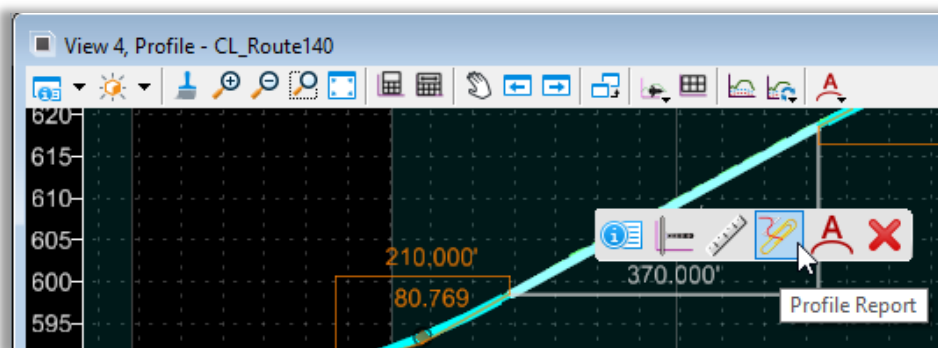 View 4, Profile - CL_Route140
A
620
615
610
605
600
595
A
210.000'
370.000'
80.769
Profile Report